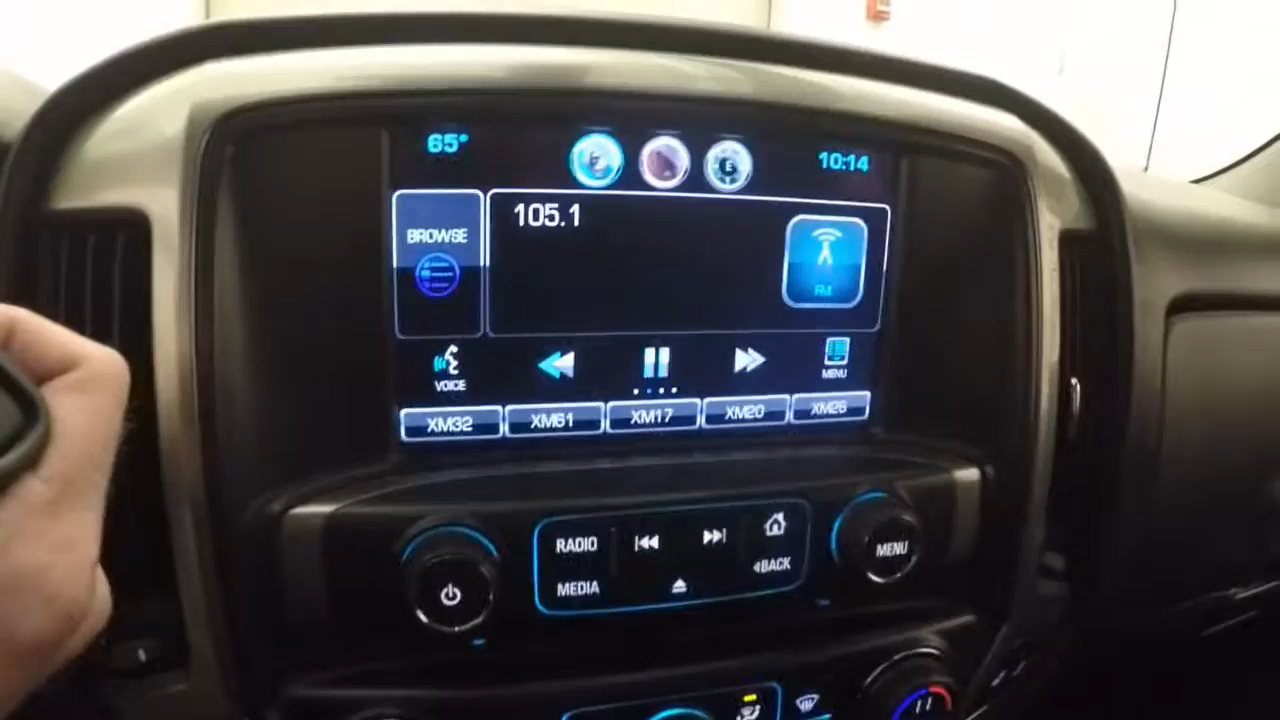 65°
10:14
105.1
BROWSE
FM
VOICE
MENU
XM32 XM61 XM17 XM20 XM26
RADIO
MEDIA
BACK
MENU